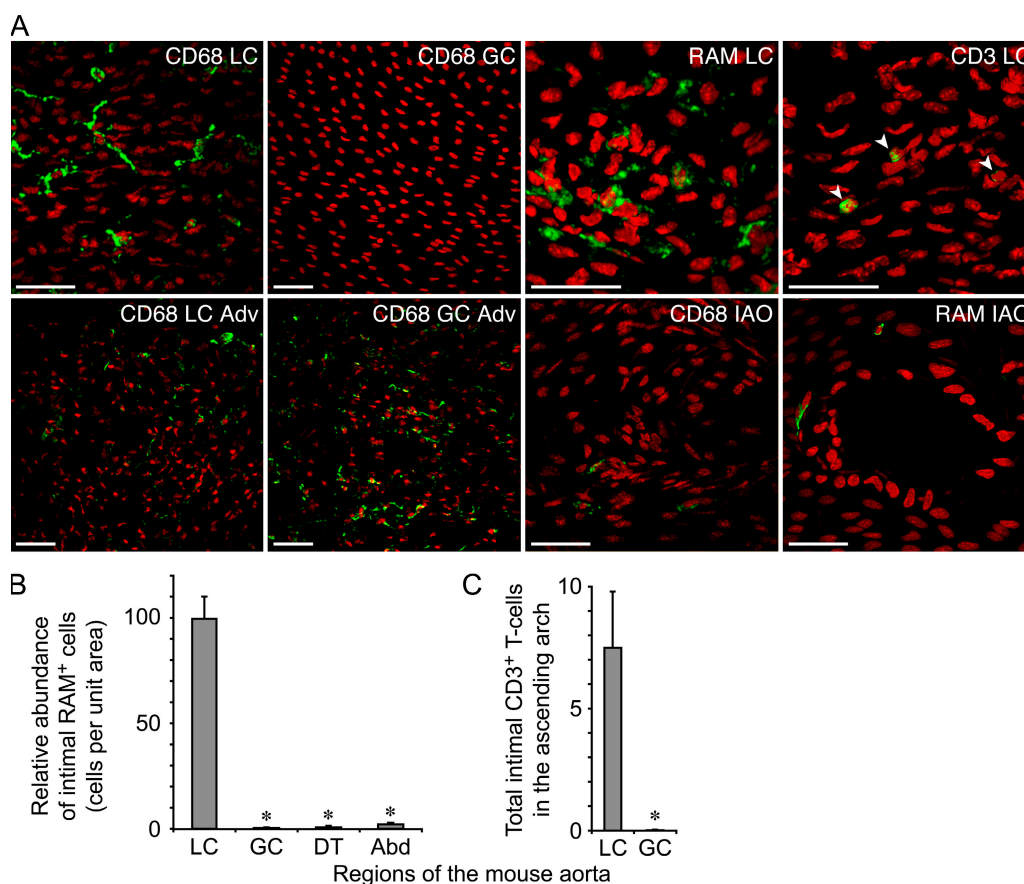 A
CD68 LC
CD68 GC
RAM LC
CD3 LC
CD68 LC Adv
CD68 GC Adv
CD68 IAO
RAM IAO
B
Relative abundance
of intimal RAM+ cells
(cells per unit area)
100
50
0
*
*
*
LC
GC
DT
Abd
Regions of the mouse aorta
C
Total intimal CD3+ T-cells
in the ascending arch
10
5
0
*
LC
GC